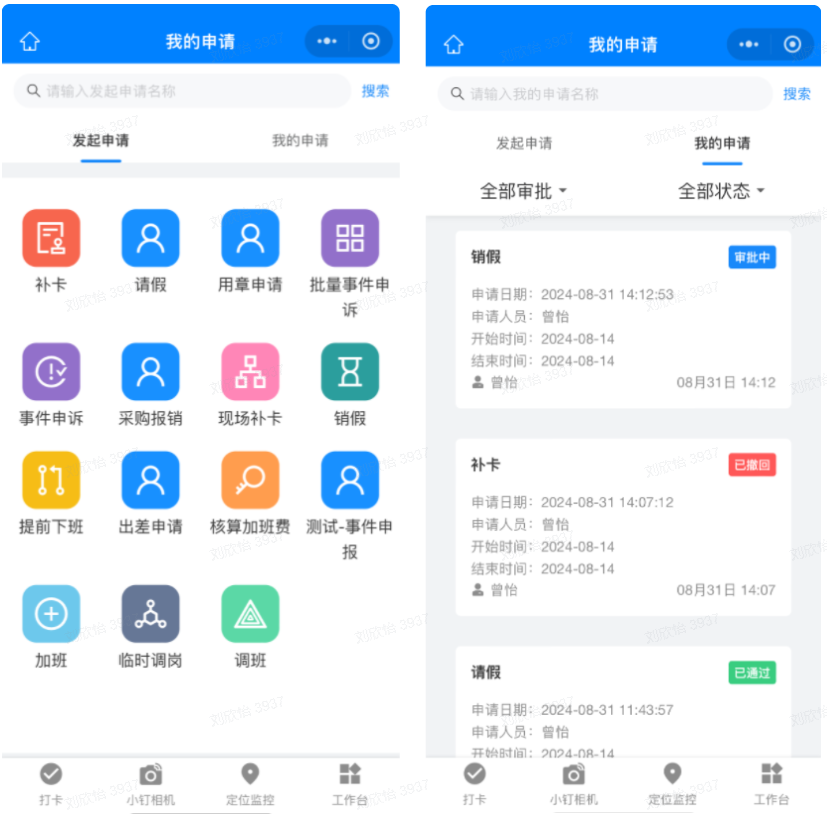 我的申请
请输入发起申请名称
搜索
发起申请
我的申请
补卡
请假
用章申请
批量事件申
诉
事件申诉
采购报销
现场补卡
销假
提前下班
出差申请
核算加班费
测试-事件申
报
加班
临时调岗
调班
打卡
小钉相机
定位监控
工作台
我的申请
请输入我的申请名称
搜索
发起申请
我的申请
全部审批
全部状态
销假
审批中
申请日期：2024-08-31 14:12:53
申请人员：曾怡
开始时间：2024-08-14
结束时间：2024-08-14
曾怡
08月31日 14:12
补卡
已撤回
申请日期：2024-08-31 14:07:12
申请人员：曾怡
开始时间：2024-08-14
结束时间：2024-08-14
曾怡
08月31日 14:07
请假
已通过
申请日期：2024-08-31 11:43:57
申请人员：曾怡
开始时间：2024-08-14
打卡
小钉相机
定位监控
工作台
刘欣怡 3937